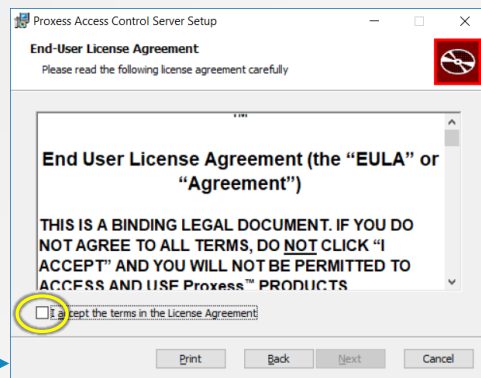 Proxess Access Control Server Setup
End-User License Agreement
Please read the following license agreement carefully
TM
End User License Agreement (the “EULA” or
“Agreement”)
THIS IS A BINDING LEGAL DOCUMENT. IF YOU DO
NOT AGREE TO ALL TERMS, DO NOT CLICK “I
ACCEPT” AND YOU WILL NOT BE PERMITTED TO
ACCESS AND USE Proxess™ PRODUCTS
I accept the terms in the License Agreement
Print Back Next Cancel